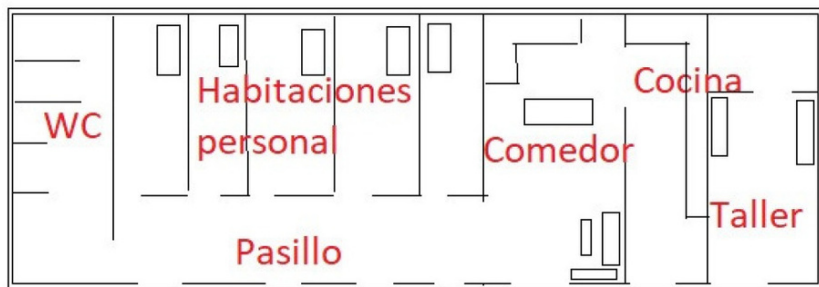 WC
Habitaciones
personal
Pasillo
Comedor
Cocina
Taller